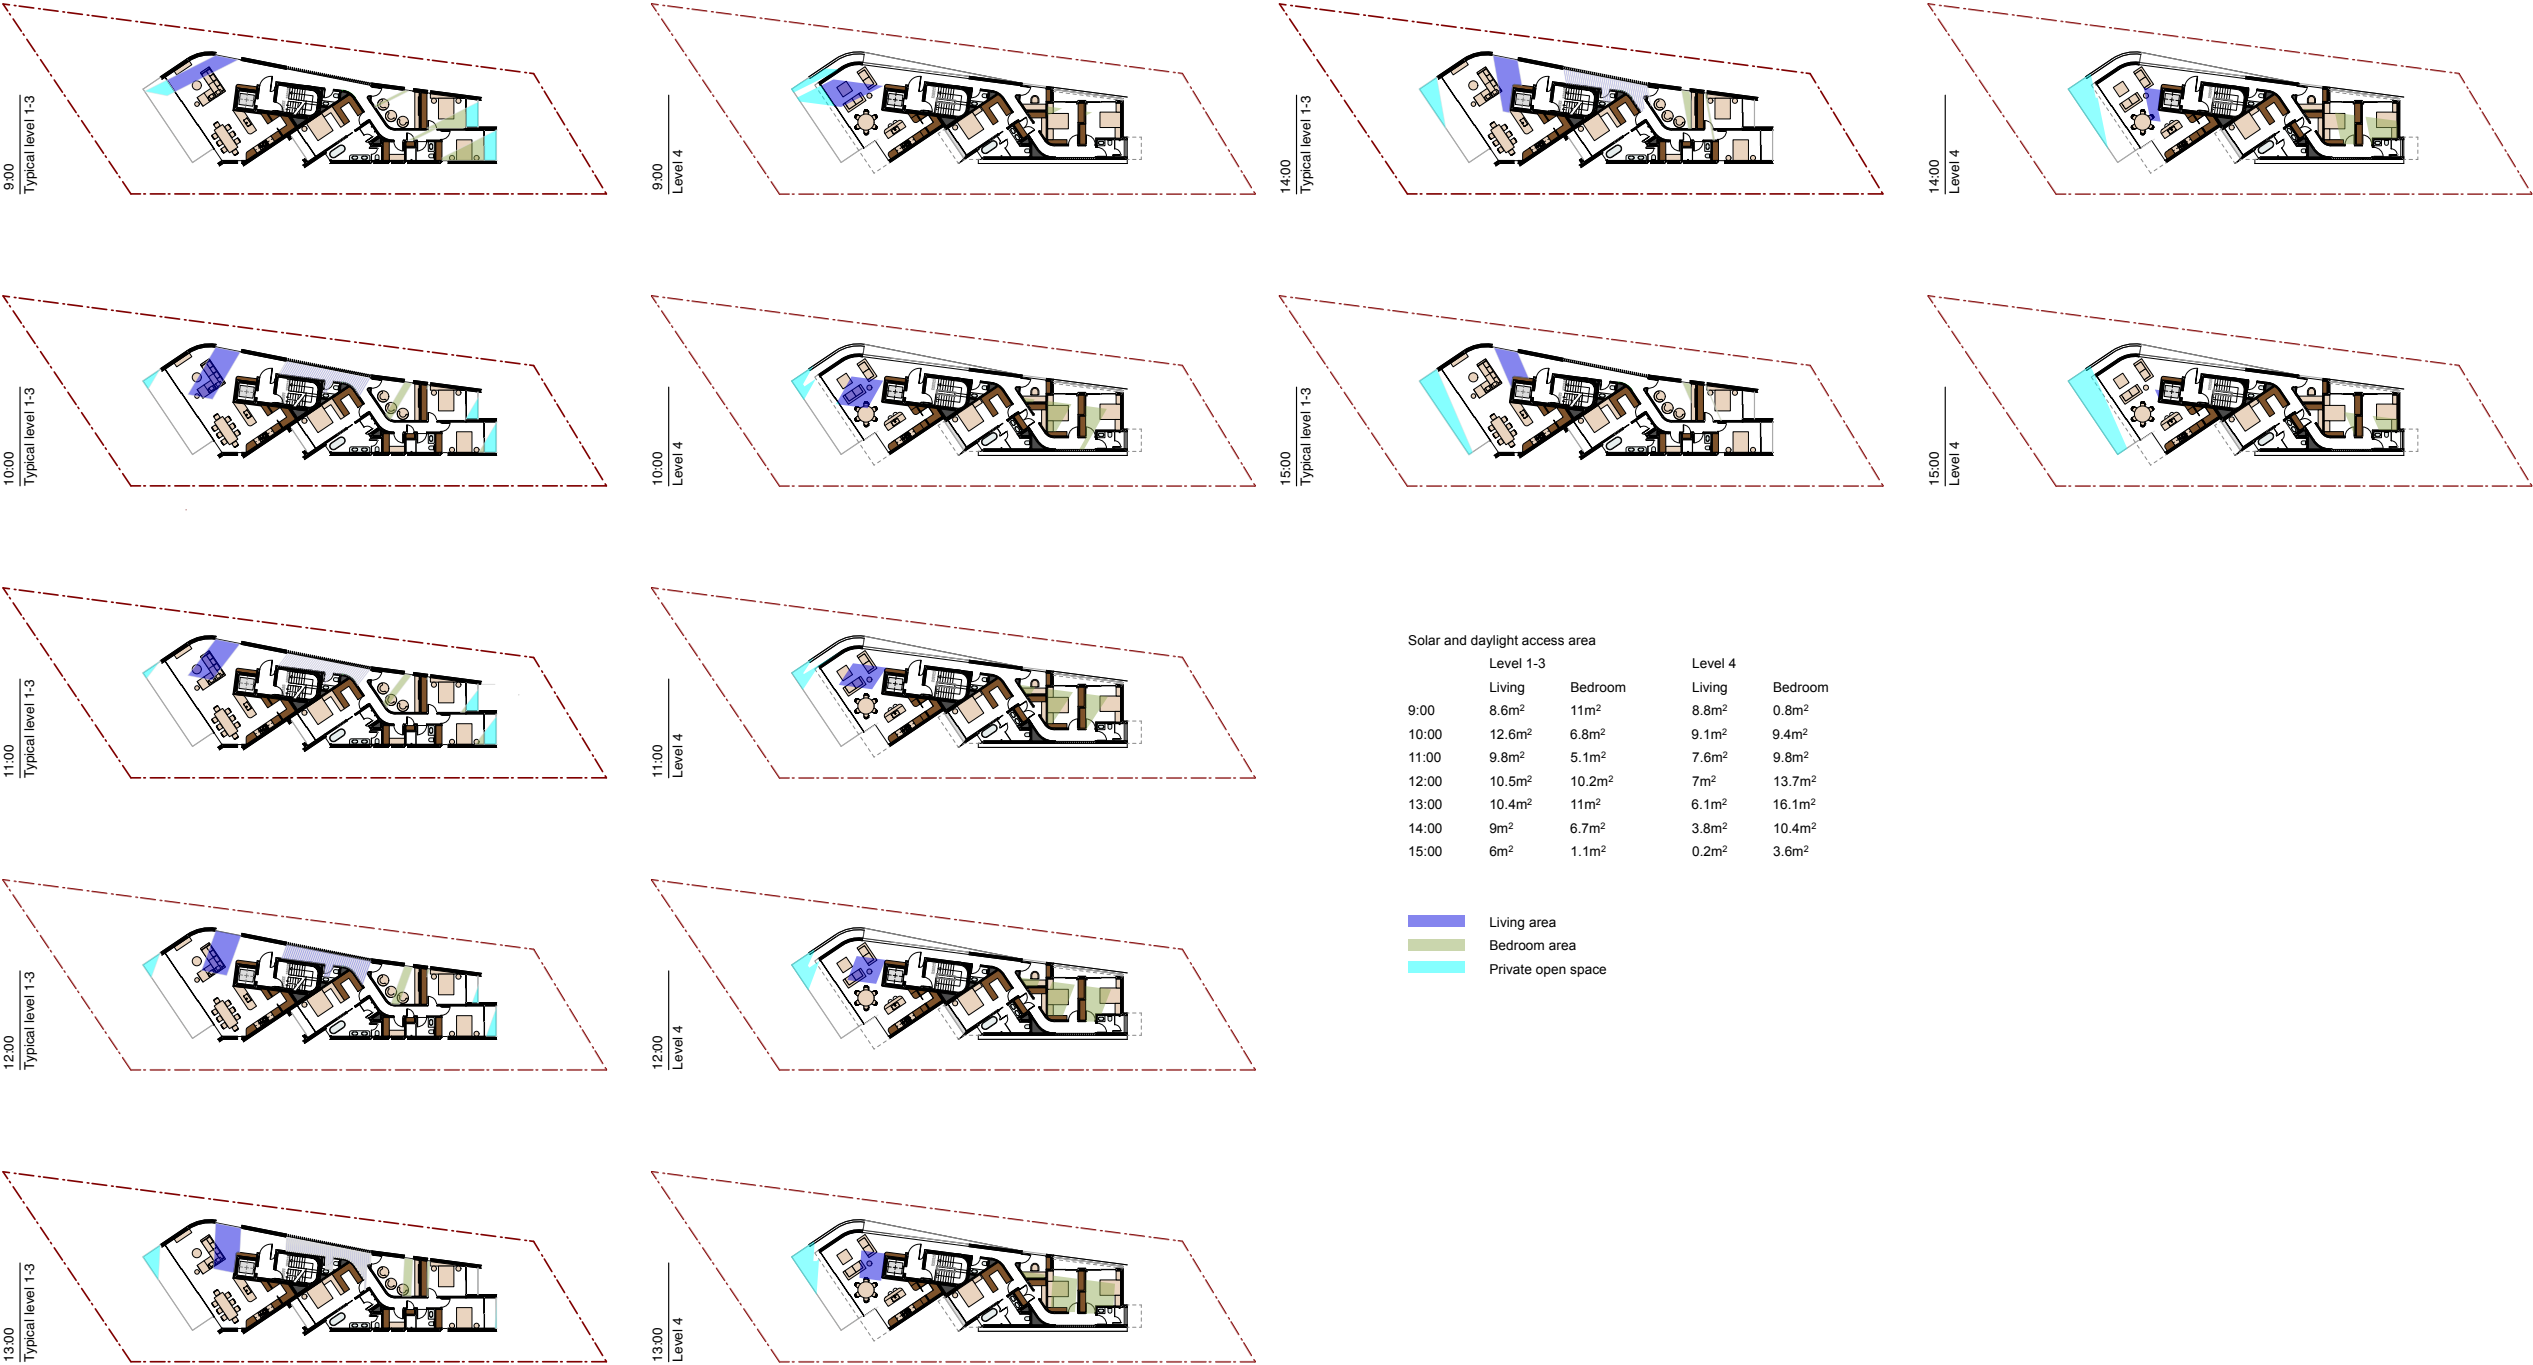 9:00
Typical level 1-3
9:00
Level 4
14:00
Typical level 1-3
14:00
Level 4
10:00
Typical level 1-3
10:00
Level 4
15:00
Typical level 1-3
15:00
Level 4
11:00
Typical level 1-3
11:00
Level 4
Solar and daylight access area
Level 1-3 Level 4
Living Bedroom Living Bedroom
9:00 8.6m² 11m² 8.8m² 0.8m²
10:00 12.6m² 6.8m² 9.1m² 9.4m²
11:00 9.8m² 5.1m² 7.6m² 9.8m²
12:00 10.5m² 10.2m² 7m² 13.7m²
13:00 10.4m² 11m² 6.1m² 16.1m²
14:00 9m² 6.7m² 3.8m² 10.4m²
15:00 6m² 1.1m² 0.2m² 3.6m²
Living area
Bedroom area
Private open space
12:00
Typical level 1-3
12:00
Level 4
13:00
Typical level 1-3
13:00
Level 4